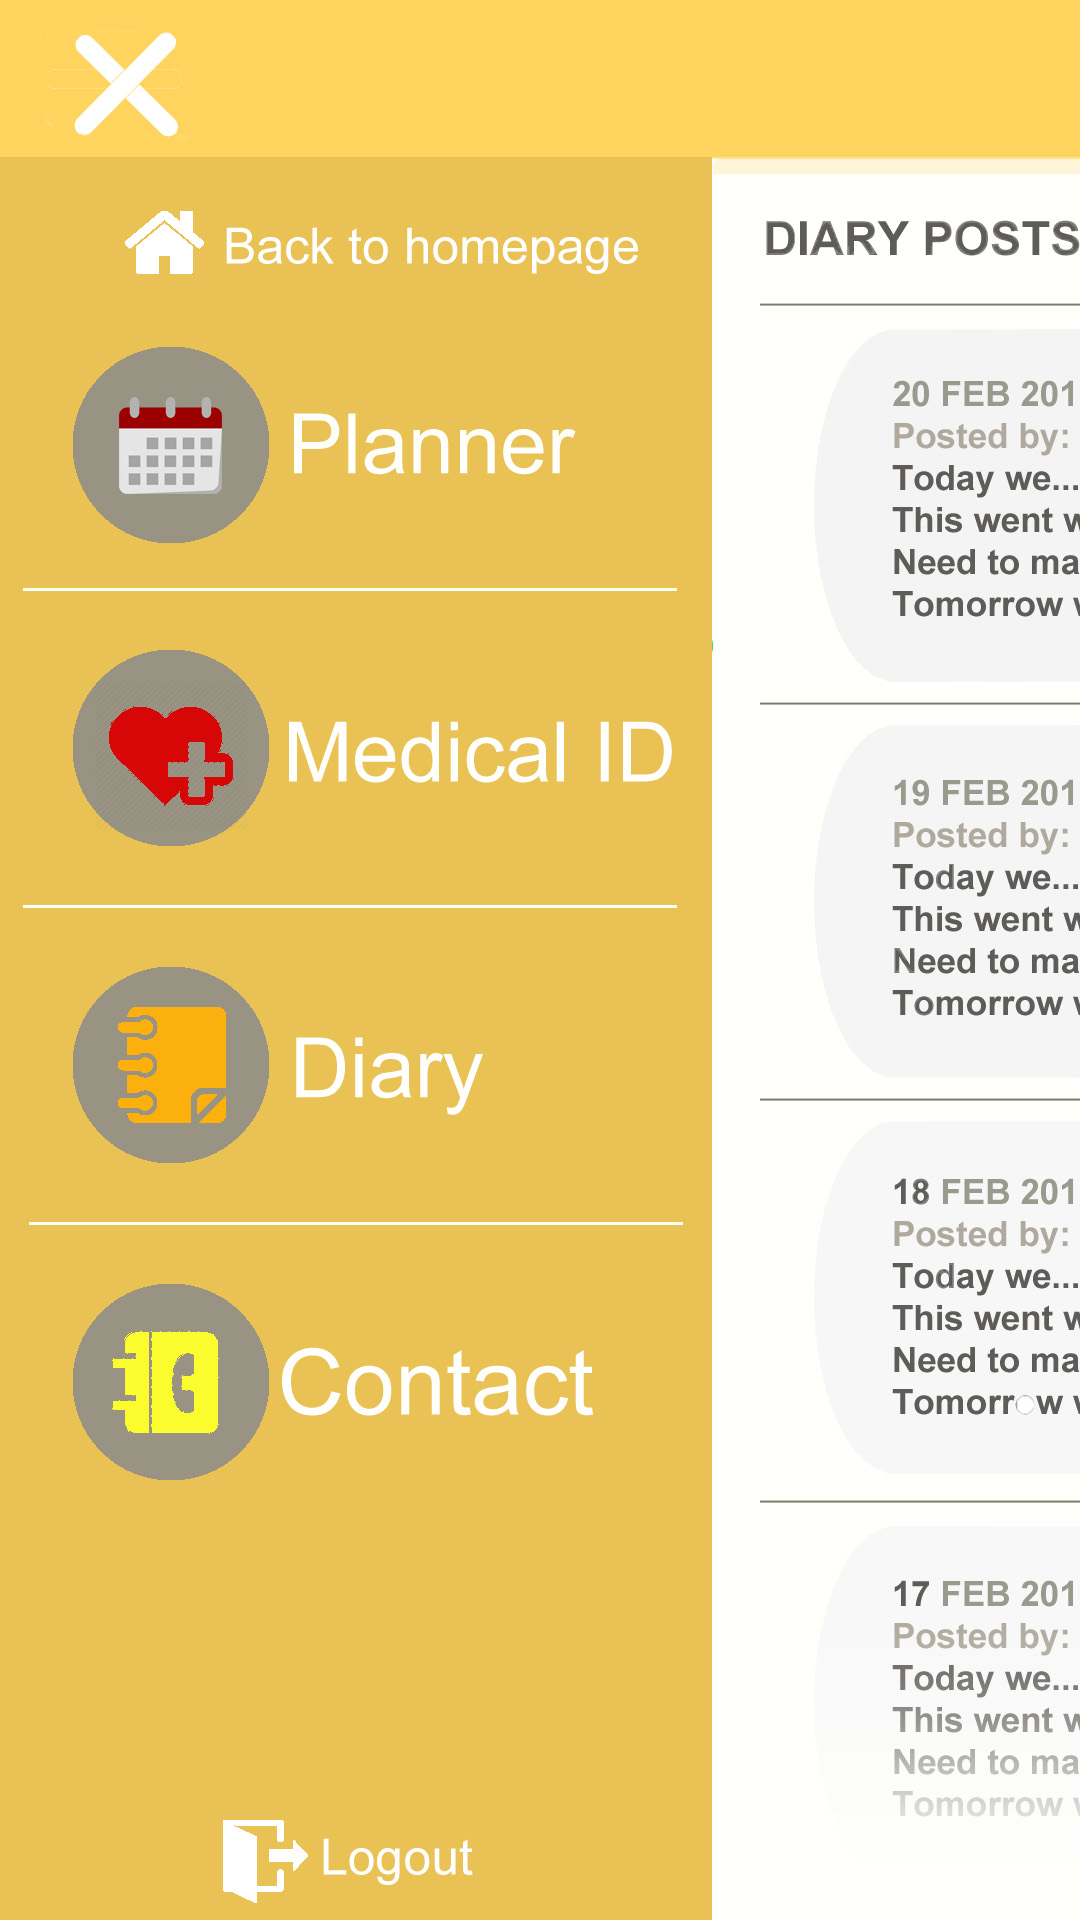 Back to homepage
Planner
Medical ID
Diary
Contact
Logout
DIARY POSTS
20 FEB 201
Posted by:
Today we...
This went w
Need to ma
Tomorrow w
19 FEB 201
Posted by:
Today we...
This went w
Need to ma
Tomorrow w
18 FEB 201
Posted by:
Today we...
This went w
Need to ma
Tomorrow w
17 FEB 201
Posted by:
Today we...
This went w
Need to ma
Tomorrow w